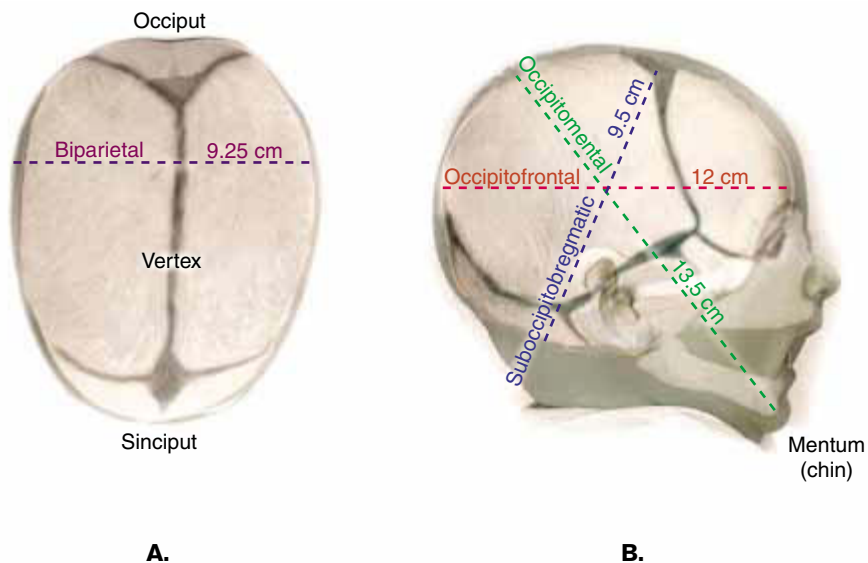 Occiput
Biparietal 9.25 cm
Vertex
Sinciput
A.
Occipitomental 13.5 cm
9.5 cm
Suboccipitobregmatic
Occipitofrontal 12 cm
Mentum
(chin)
B.